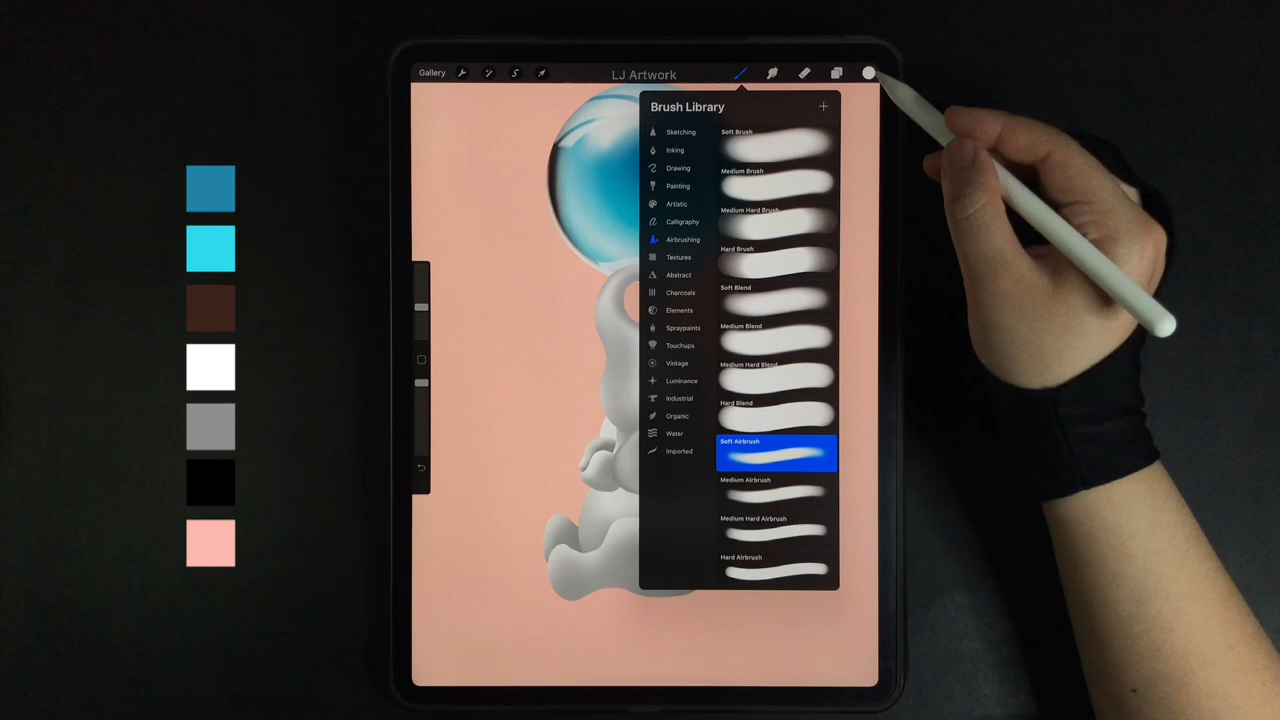 Gallery
LJ Artwork
Brush Library
Sketching
Inking
Drawing
Painting
Artistic
Calligraphy
Airbrushing
Textures
Abstract
Charcoals
Elements
Spraypaints
Touchups
Vintage
Luminance
Industrial
Organic
Water
Imported
Soft Brush
Medium Brush
Medium Hard Brush
Hard Brush
Soft Blend
Medium Blend
Medium Hard Blend
Hard Blend
Soft Airbrush
Medium Airbrush
Medium Hard Airbrush
Hard Airbrush